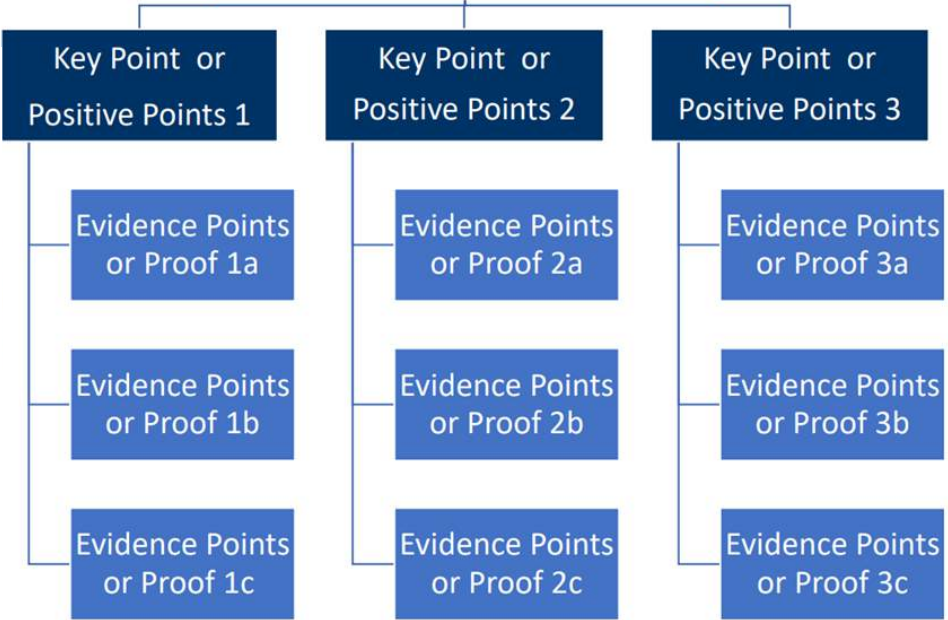 Key Point or
Positive Points 1
Evidence Points
or Proof 1a
Evidence Points
or Proof 1b
Evidence Points
or Proof 1c
Key Point or
Positive Points 2
Evidence Points
or Proof 2a
Evidence Points
or Proof 2b
Evidence Points
or Proof 2c
Key Point or
Positive Points 3
Evidence Points
or Proof 3a
Evidence Points
or Proof 3b
Evidence Points
or Proof 3c